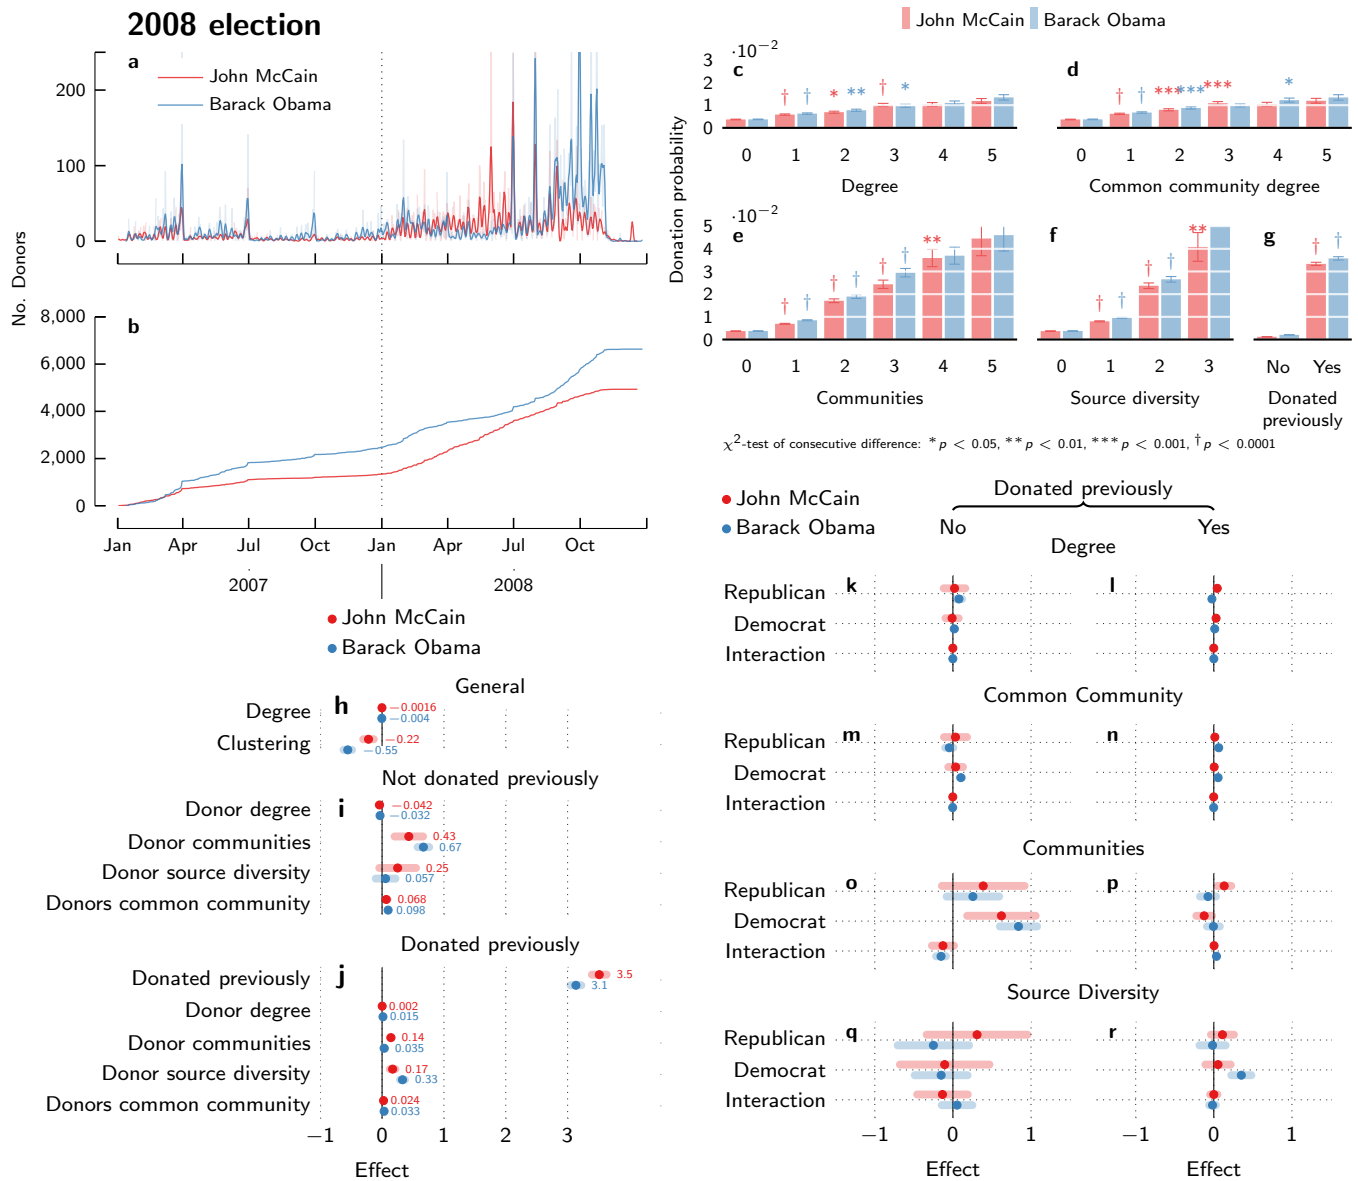 2008 election
a
John McCain
Barack Obama
200
100
0
No. Donors
b
8,000
6,000
4,000
2,000
0
Jan Apr Jul Oct Jan Apr Jul Oct
2007 2008
John McCain
Barack Obama
General
h
Degree −0.0016
−0.004
Clustering −0.22
−0.55
Not donated previously
i
Donor degree −0.042
−0.032
Donor communities 0.43
0.67
Donor source diversity 0.25
0.057
Donors common community 0.068
0.098
Donated previously
j
Donated previously 3.5
3.1
Donor degree 0.002
0.015
Donor communities 0.14
0.035
Donor source diversity 0.17
0.33
Donors common community 0.024
0.033
−1 0 1 2 3
Effect
John McCain Barack Obama
Donation probability
·10−2
c
3
2
1
0
† † * ** † *
0 1 2 3 4 5
Degree
d
† † *** *** *** *
0 1 2 3 4 5
Common community degree
·10−2
e
5
4
3
2
1
0
† † † † † † **
0 1 2 3 4 5
Communities
f
† † † † **
0 1 2 3
Source diversity
g
† †
No Yes
Donated
previously
χ2-test of consecutive difference: *p < 0.05, **p < 0.01, ***p < 0.001, †p < 0.0001
John McCain
Barack Obama
Donated previously
No Yes
Degree
k l
Republican
Democrat
Interaction
Common Community
m n
Republican
Democrat
Interaction
Communities
o p
Republican
Democrat
Interaction
Source Diversity
q r
Republican
Democrat
Interaction
−1 0 1 −1 0 1
Effect Effect